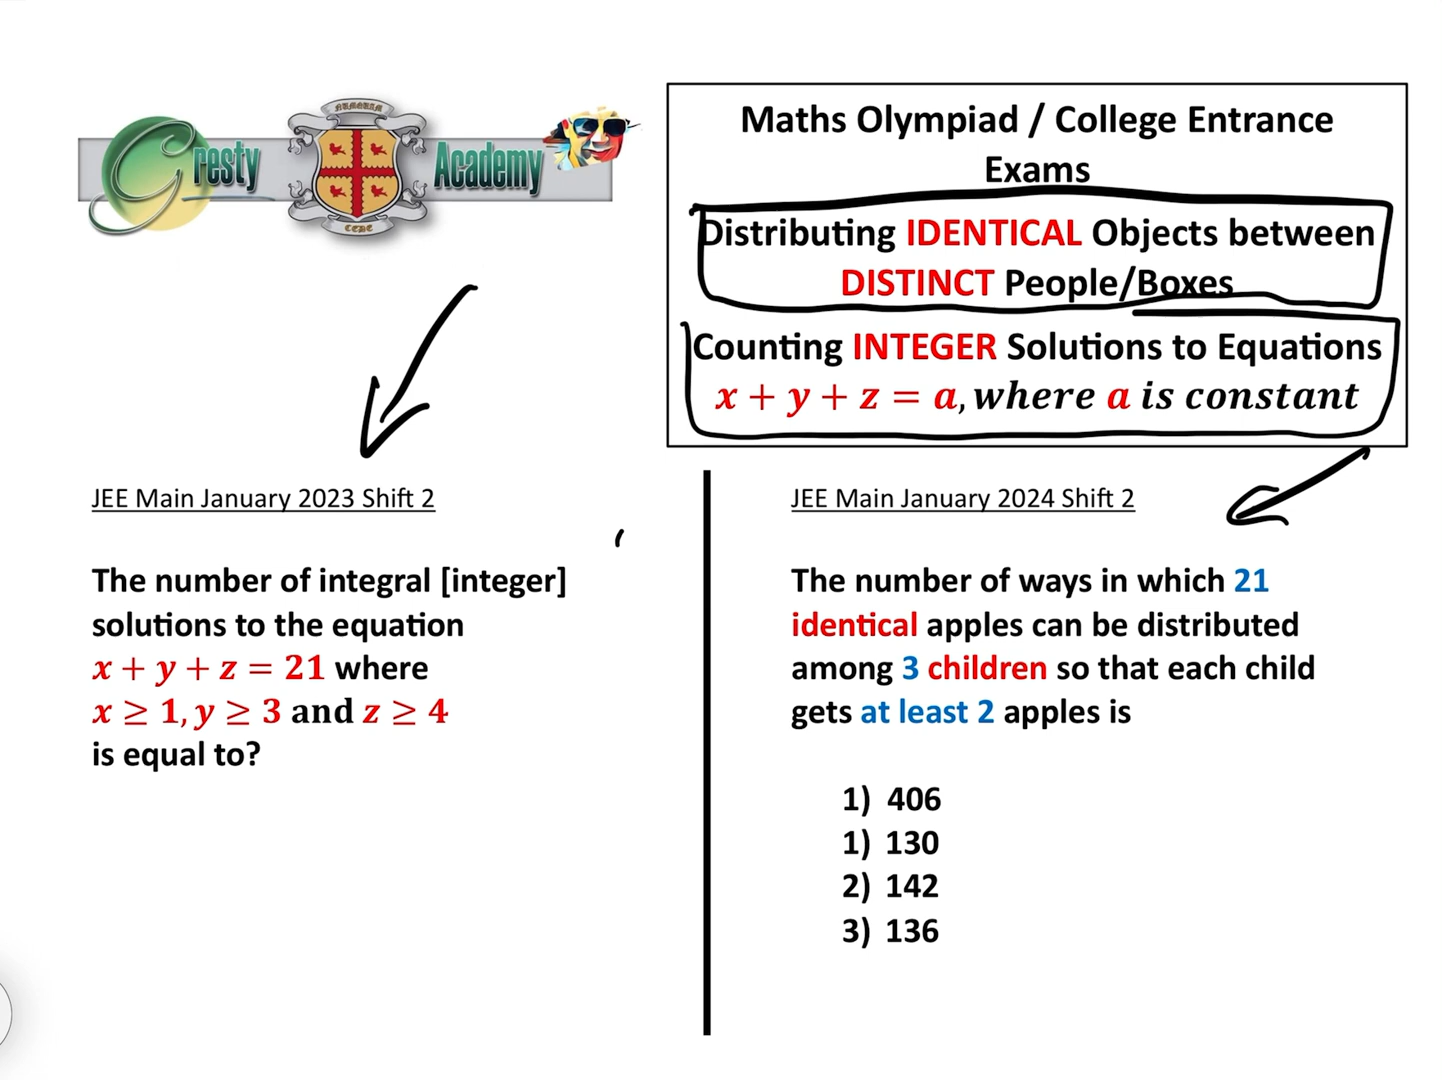 Gresty Academy
Maths Olympiad / College Entrance
Exams
Distributing IDENTICAL Objects between
DISTINCT People/Boxes
Counting INTEGER Solutions to Equations
x + y + z = a, where a is constant
JEE Main January 2023 Shift 2
The number of integral [integer]
solutions to the equation
x + y + z = 21 where
x ≥ 1, y ≥ 3 and z ≥ 4
is equal to?
JEE Main January 2024 Shift 2
The number of ways in which 21
identical apples can be distributed
among 3 children so that each child
gets at least 2 apples is
1) 406
1) 130
2) 142
3) 136